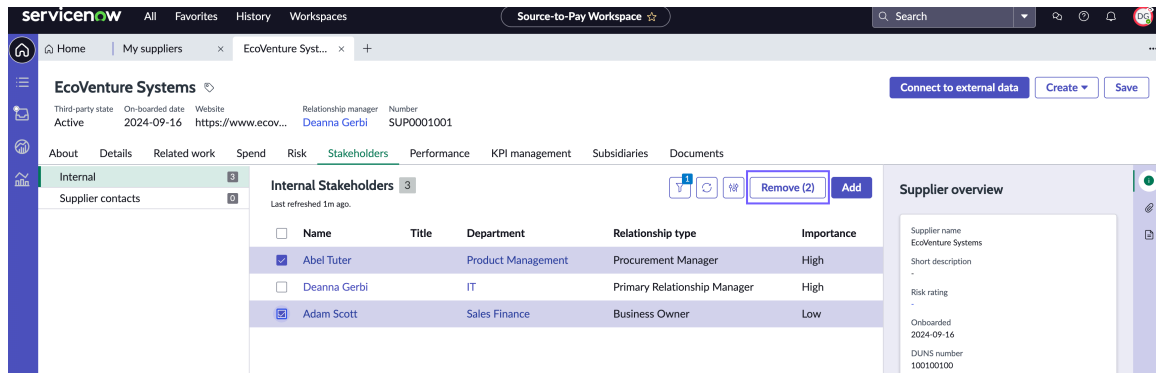 servicenow All Favorites History Workspaces Source-to-Pay Workspace Search DG
Home My suppliers × EcoVenture Syst... × +
EcoVenture Systems
Connect to external data Create Save
Third-party state On-boarded date Website Relationship manager Number
Active 2024-09-16 https://www.ecov... Deanna Gerbi SUP0001001
About Details Related work Spend Risk Stakeholders Performance KPI management Subsidiaries Documents
Internal 3
Supplier contacts 0
Internal Stakeholders 3
Last refreshed 1m ago.
1 Remove (2) Add
Name Title Department Relationship type Importance
Abel Tuter Product Management Procurement Manager High
Deanna Gerbi IT Primary Relationship Manager High
Adam Scott Sales Finance Business Owner Low
Supplier overview
Supplier name
EcoVenture Systems
Short description
-
Risk rating
-
Onboarded
2024-09-16
DUNS number
100100100